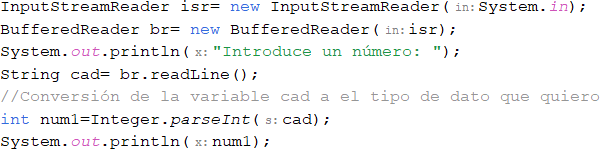 InputStreamReader isr= new InputStreamReader( in: System.in);
BufferedReader br= new BufferedReader( in: isr);
System.out.println( x: "Introduce un número: ");
String cad= br.readLine();
//Conversión de la variable cad a el tipo de dato que quiero
int num1=Integer.parseInt( s: cad);
System.out.println( x: num1);